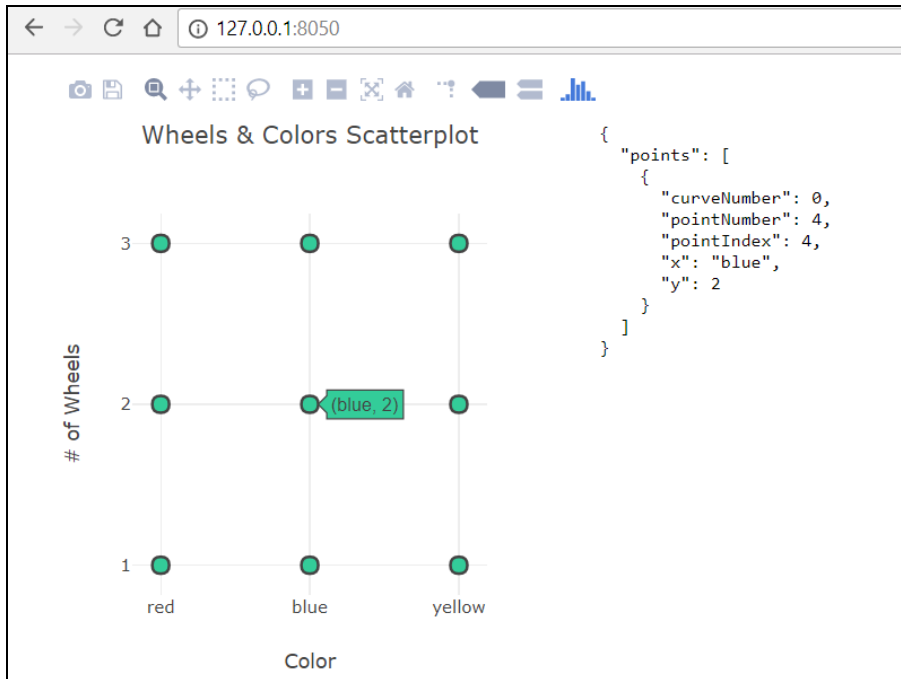 127.0.0.1:8050
Wheels & Colors Scatterplot
3
2
1
# of Wheels
(blue, 2)
red blue yellow
Color
{
  "points": [
    {
      "curveNumber": 0,
      "pointNumber": 4,
      "pointIndex": 4,
      "x": "blue",
      "y": 2
    }
  ]
}